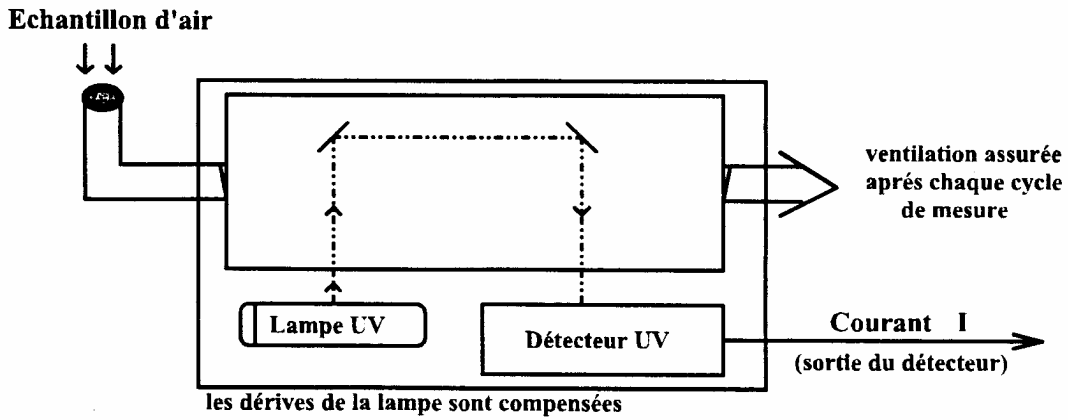 Echantillon d'air
ventilation assurée
aprés chaque cycle
de mesure
Lampe UV
Détecteur UV
Courant I
(sortie du détecteur)
les dérives de la lampe sont compensées